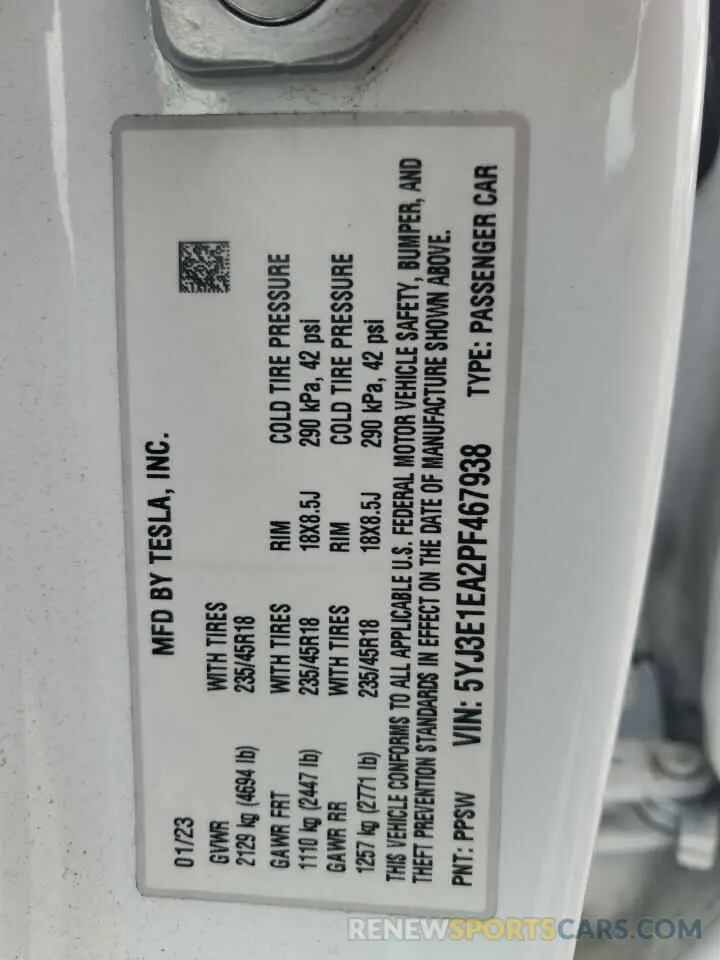 MFD BY TESLA, INC.
01/23
GVWR WITH TIRES
2129 kg (4694 lb) 235/45R18
GAWR FRT WITH TIRES RIM COLD TIRE PRESSURE
1110 kg (2447 lb) 235/45R18 18X8.5J 290 kPa, 42 psi
GAWR RR WITH TIRES RIM COLD TIRE PRESSURE
1257 kg (2771 lb) 235/45R18 18X8.5J 290 kPa, 42 psi
THIS VEHICLE CONFORMS TO ALL APPLICABLE U.S. FEDERAL MOTOR VEHICLE SAFETY, BUMPER, AND
THEFT PREVENTION STANDARDS IN EFFECT ON THE DATE OF MANUFACTURE SHOWN ABOVE.
PNT: PPSW VIN: 5YJ3E1EA2PF467938 TYPE: PASSENGER CAR
RENEWSPORTSCARS.COM